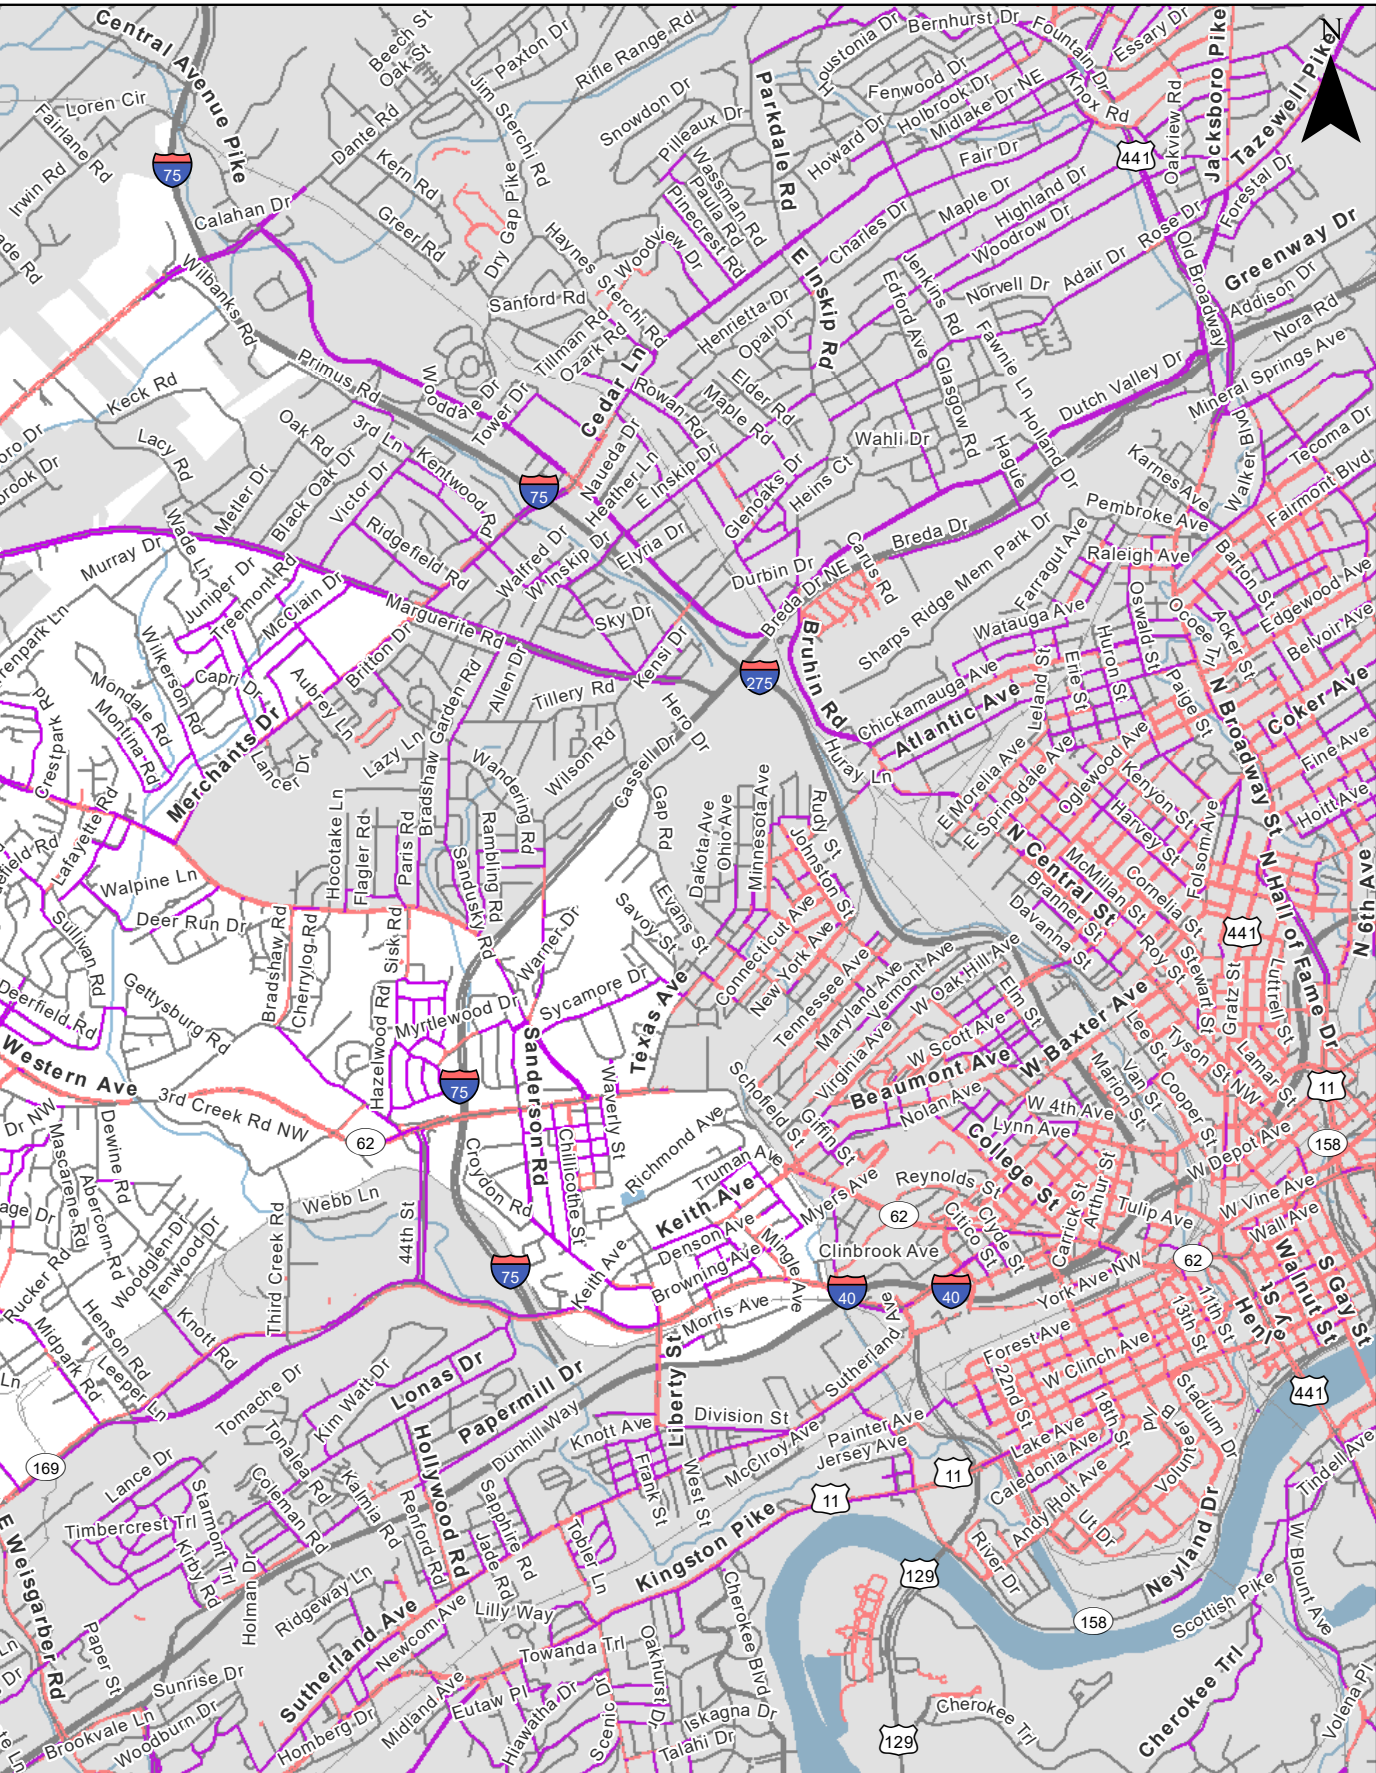 Central Avenue Pike
Beech St
Oak St
Paxton Dr
Rifle Range Rd
Houstonia Dr
Bernhurst Dr
Fountain Dr
Essary Dr
Jacksboro Pike
N
Loren Cir
Fairlane Rd
Irwin Rd
ade Rd
75
Dante Rd
Jim Sterchi Rd
Kern Rd
Greer Rd
Dry Gap Pike
Snowdon Dr
Pilleaux Dr
Parkdale Rd
Wassman Rd
Paula Rd
Pinecrest Rd
Fenwood Dr
Holbrook Dr
Midlake Dr NE
Howard Dr
Knox Rd
Fair Dr
441
Oakview Rd
Tazewell Pike
Forestal Dr
Calahan Dr
Haynes Sterchi Rd
S Woodview Dr
Charles Dr
Maple Dr
Highland Dr
Woodrow Dr
Rose Dr
Adair Dr
Old Broadway
Greenway Dr
Addison Dr
Nora Rd
Wilbanks Rd
Sanford Rd
Tillman Rd
Ozark Rd
Henrietta Dr
Opal Dr
E Inskip Rd
Edford Ave
Jenkins Rd
Norvell Dr
Fawnie Ln
Glasgow Rd
Holland Dr
Dutch Valley Dr
Mineral Springs Ave
Primus Rd
Keck Rd
Wooddale Dr
Tower Dr
Cedar Ln
Rowan Rd
Maple Rd
Elder Rd
Wahli Dr
Hague
Walker Blvd
Tecoma Dr
oro Dr
brook Dr
Lacy Rd
Oak Rd
3rd Ln
Kentwood Rd
Metler Dr
Black Oak Dr
Victor Dr
75
Naueda Dr
Heather Ln
E Inskip Dr
Glenoaks Dr
Heins Ct
Karnes Ave
Pembroke Ave
Fairmont Blvd
Wade Ln
Murray Dr
Ridgefield Rd
Walfred Dr
W Inskip Dr
Elyria Dr
Durbin Dr
Breda Dr NE
Carus Rd
Breda Dr
Sharps Ridge Mem Park Dr
Farragut Ave
Raleigh Ave
Barton St
Edgewood Ave
Juniper Dr
Tremont Rd
McClain Dr
Marguerite Rd
Sky Dr
Watauga Ave
Oswald St
Ocoee Trl
Acker St
Belvoir Ave
renpark Ln
Wilkerson Rd
Capri Dr
Britton Dr
Aubrey Ln
Allen Dr
Tillery Rd
Kensi Dr
275
Bruhin Rd
Chickamauga Ave
Atlantic Ave
Leland St
Erie St
Huron St
Paige St
N Broadway St
Coker Ave
Crestpark Rd
Mondale Rd
Montina Rd
Merchants Dr
Lancer Dr
Lazy Ln
Bradshaw Garden Rd
Wandering Rd
Wilson Rd
Hero Dr
Cassell Dr
Huray Ln
E Morelia Ave
E Springdale Ave
Oglewood Ave
Kenyon St
Harvey St
Fine Ave
Hoitt Ave
Lafayette Rd
efield Rd
Hocotake Ln
Flagler Rd
Paris Rd
Sandusky Rd
Rambling Rd
Gap Rd
Dakota Ave
Ohio Ave
Minnesota Ave
Rudy St
Johnston St
N Central St
McMillan St
Cornelia St
Folsom Ave
N Hall of Fame Dr
N 6th Ave
Walpine Ln
Deer Run Dr
Sullivan Rd
Bradshaw Rd
Cherrylog Rd
Sisk Rd
Warner Dr
Savoy St
Evans St
Connecticut Ave
New York Ave
Branner St
Davanna St
Roy St
Stewart St
441
Gratz St
Luttrell St
Deerfield Rd
Gettysburg Rd
Hazelwood Rd
Myrtlewood Dr
Sycamore Dr
Texas Ave
Tennessee Ave
Maryland Ave
Vermont Ave
W Oak Hill Ave
Elm St
W Scott Ave
Virginia Ave
W Baxter Ave
Lee St
Tyson St NW
Lamar St
Western Ave
3rd Creek Rd NW
62
75
Sanderson Rd
Waverly St
Schofield St
Giffin St
Beaumont Ave
Nolan Ave
W 4th Ave
Lynn Ave
Marion St
Van St
Cooper St
W Depot Ave
11
158
Dr NW
Mascarene Rd
Dewine Rd
Abercorn Rd
age Dr
Webb Ln
44th St
Croydon Rd
Chillicothe St
Richmond Ave
Truman Ave
Keith Ave
Myers Ave
College St
Reynolds St
Citico St
Clyde St
Carrick St
Arthur St
Tulip Ave
W Vine Ave
Wall Ave
Rucker Rd
Woodglen Dr
Tenwood Dr
Third Creek Rd
75
Keith Ave
Denson Ave
Browning Ave
Mingle Ave
62
Clinbrook Ave
40
40
York Ave NW
62
11th St
13th St
Henley St
Walnut St
S Gay St
Midpark Rd
Henson Rd
Leeper Ln
Knott Rd
Ln
Tomache Dr
Kim Watt Dr
Lonas Dr
Papermill Dr
Morris Ave
Liberty St
Sutherland Ave
Forest Ave
W Clinch Ave
22nd St
18th St
Stadium Dr
441
169
Lance Dr
Tonalea Rd
Coleman Rd
Kalmia Rd
Hollywood Rd
Dunhill Way
Knott Ave
Division St
McClroy Ave
Painter Ave
Jersey Ave
11
11
Lake Ave
Caledonia Ave
Andy Holt Ave
Volunteer Blvd
Tindell Ave
E Weisgarber Rd
Timbercrest Trl
Starmont Trl
Kirby Rd
Holman Dr
Renford Rd
Sapphire Rd
Jade Rd
Tobler Ln
Frank St
West St
Kingston Pike
River Dr
Ut Dr
Neyland Dr
W Blount Ave
129
158
Scottish Pike
Ridgeway Ln
Sutherland Ave
Newcom Ave
Lilly Way
Towanda Trl
Cherokee Blvd
Oakhurst Dr
Ln
Dr
Paper St
Sunrise Dr
Brookvale Ln
Woodburn Dr
Homberg Dr
Midland Ave
Eutaw Pl
Hiawatha Dr
Scenic Dr
Iskagna Dr
Talahi Dr
129
Cherokee Trl
Cherokee Trl
Volena Pl